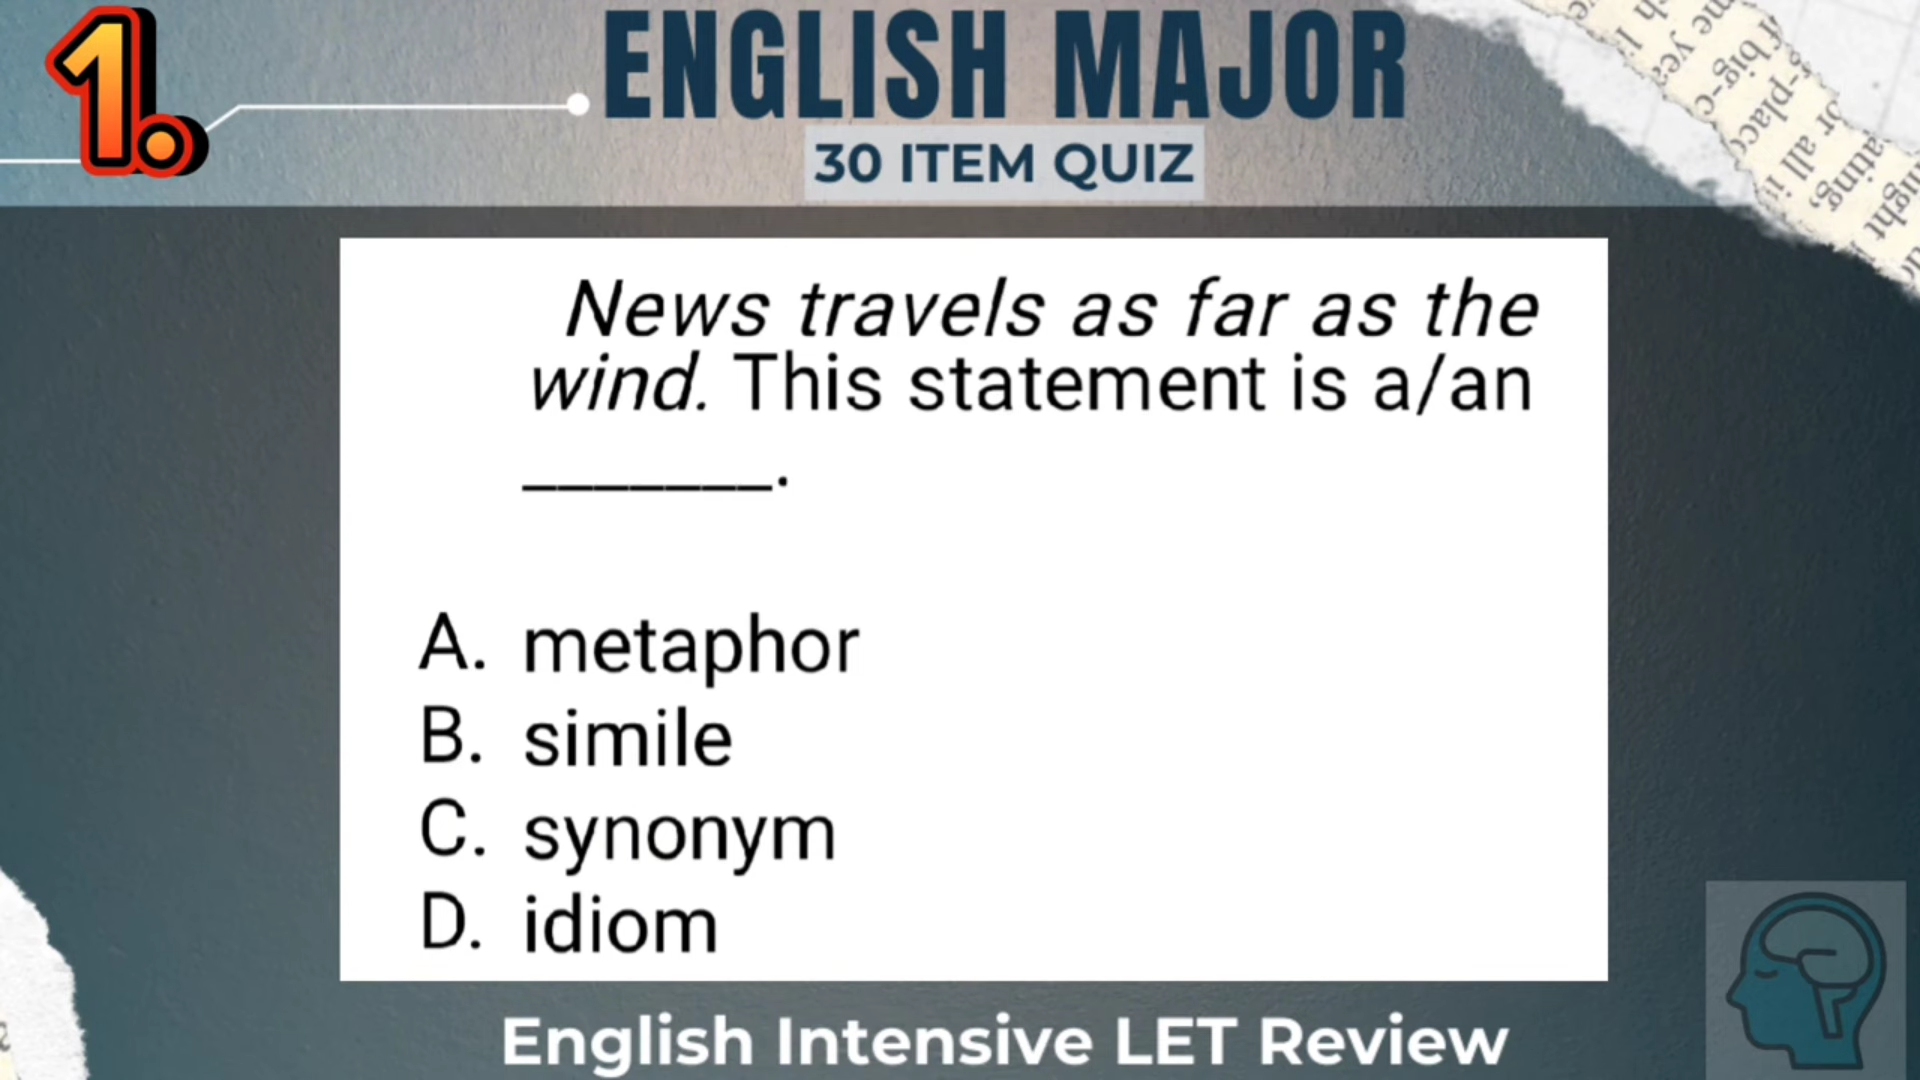 1.
ENGLISH MAJOR
30 ITEM QUIZ
News travels as far as the
wind. This statement is a/an
_______.
A. metaphor
B. simile
C. synonym
D. idiom
English Intensive LET Review